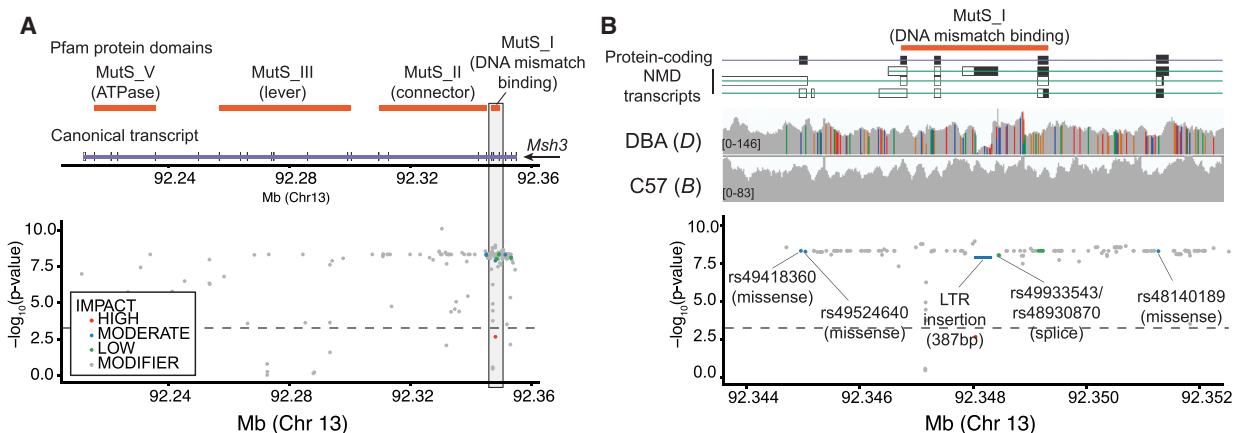 A
Pfam protein domains
MutS_V
(ATPase)
MutS_III
(lever)
MutS_II
(connector)
MutS_I
(DNA mismatch
binding)
Canonical transcript
Msh3
92.24
92.28
92.32
92.36
Mb (Chr13)
−log10(p-value)
10.0
7.5
5.0
2.5
0.0
IMPACT
HIGH
MODERATE
LOW
MODIFIER
92.24
92.28
92.32
92.36
Mb (Chr 13)
B
MutS_I
(DNA mismatch binding)
Protein-coding
NMD
transcripts
DBA (D)
[0-146]
C57 (B)
[0-83]
−log10(p-value)
10.0
7.5
5.0
2.5
0.0
rs49418360
(missense)
rs49524640
(missense)
LTR
insertion
(387bp)
rs49933543/
rs48930870
(splice)
rs48140189
(missense)
92.344
92.346
92.348
92.350
92.352
Mb (Chr 13)